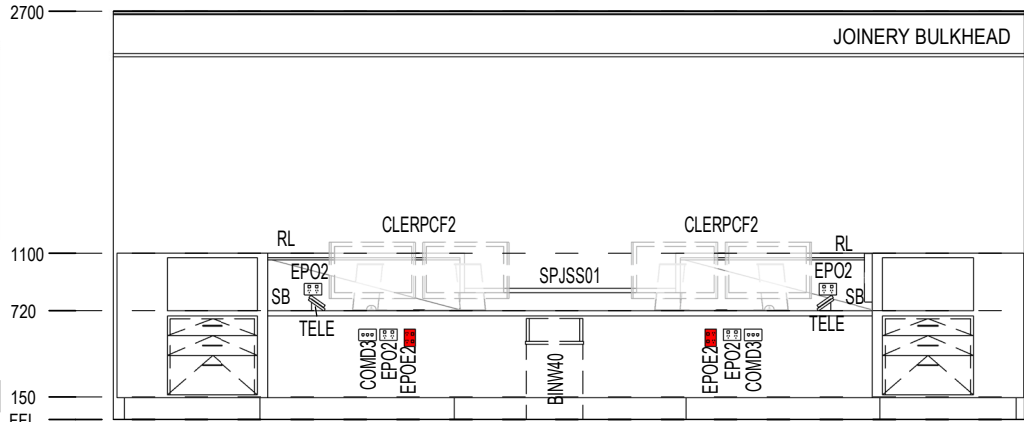 2700
JOINERY BULKHEAD
CLERPCF2
CLERPCF2
RL
RL
1100
EPO2
SPJSS01
EPO2
SB
SB
720
TELE
TELE
COMD3
EPO2
EPOE2
BINW40
EPOE2
EPO2
COMD3
150
FFL